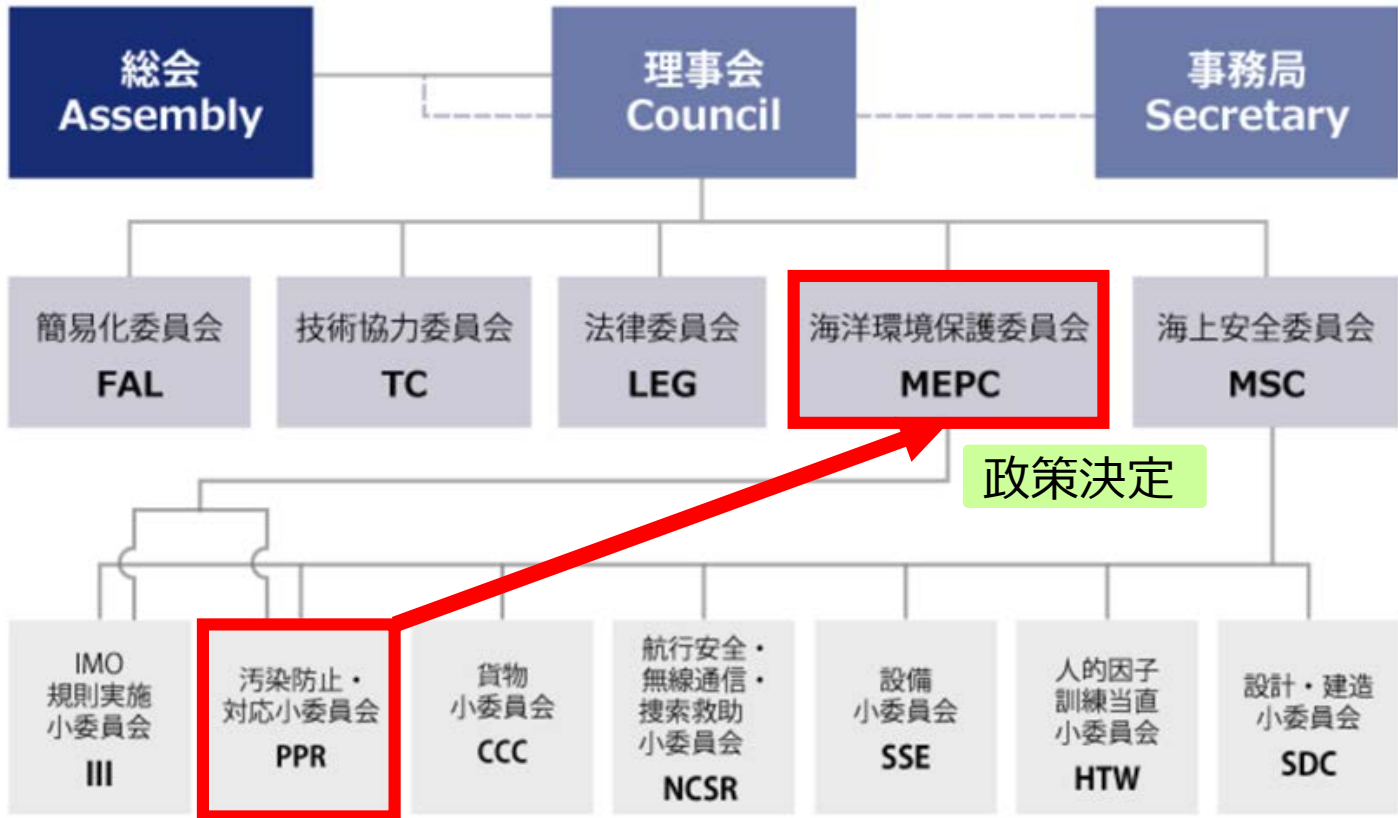 総会
Assembly
理事会
Council
事務局
Secretary
簡易化委員会
FAL
技術協力委員会
TC
法律委員会
LEG
海洋環境保護委員会
MEPC
海上安全委員会
MSC
政策決定
IMO
規則実施
小委員会
III
汚染防止・
対応小委員会
PPR
貨物
小委員会
CCC
航行安全・
無線通信・
捜索救助
小委員会
NCSR
設備
小委員会
SSE
人的因子
訓練当直
小委員会
HTW
設計・建造
小委員会
SDC